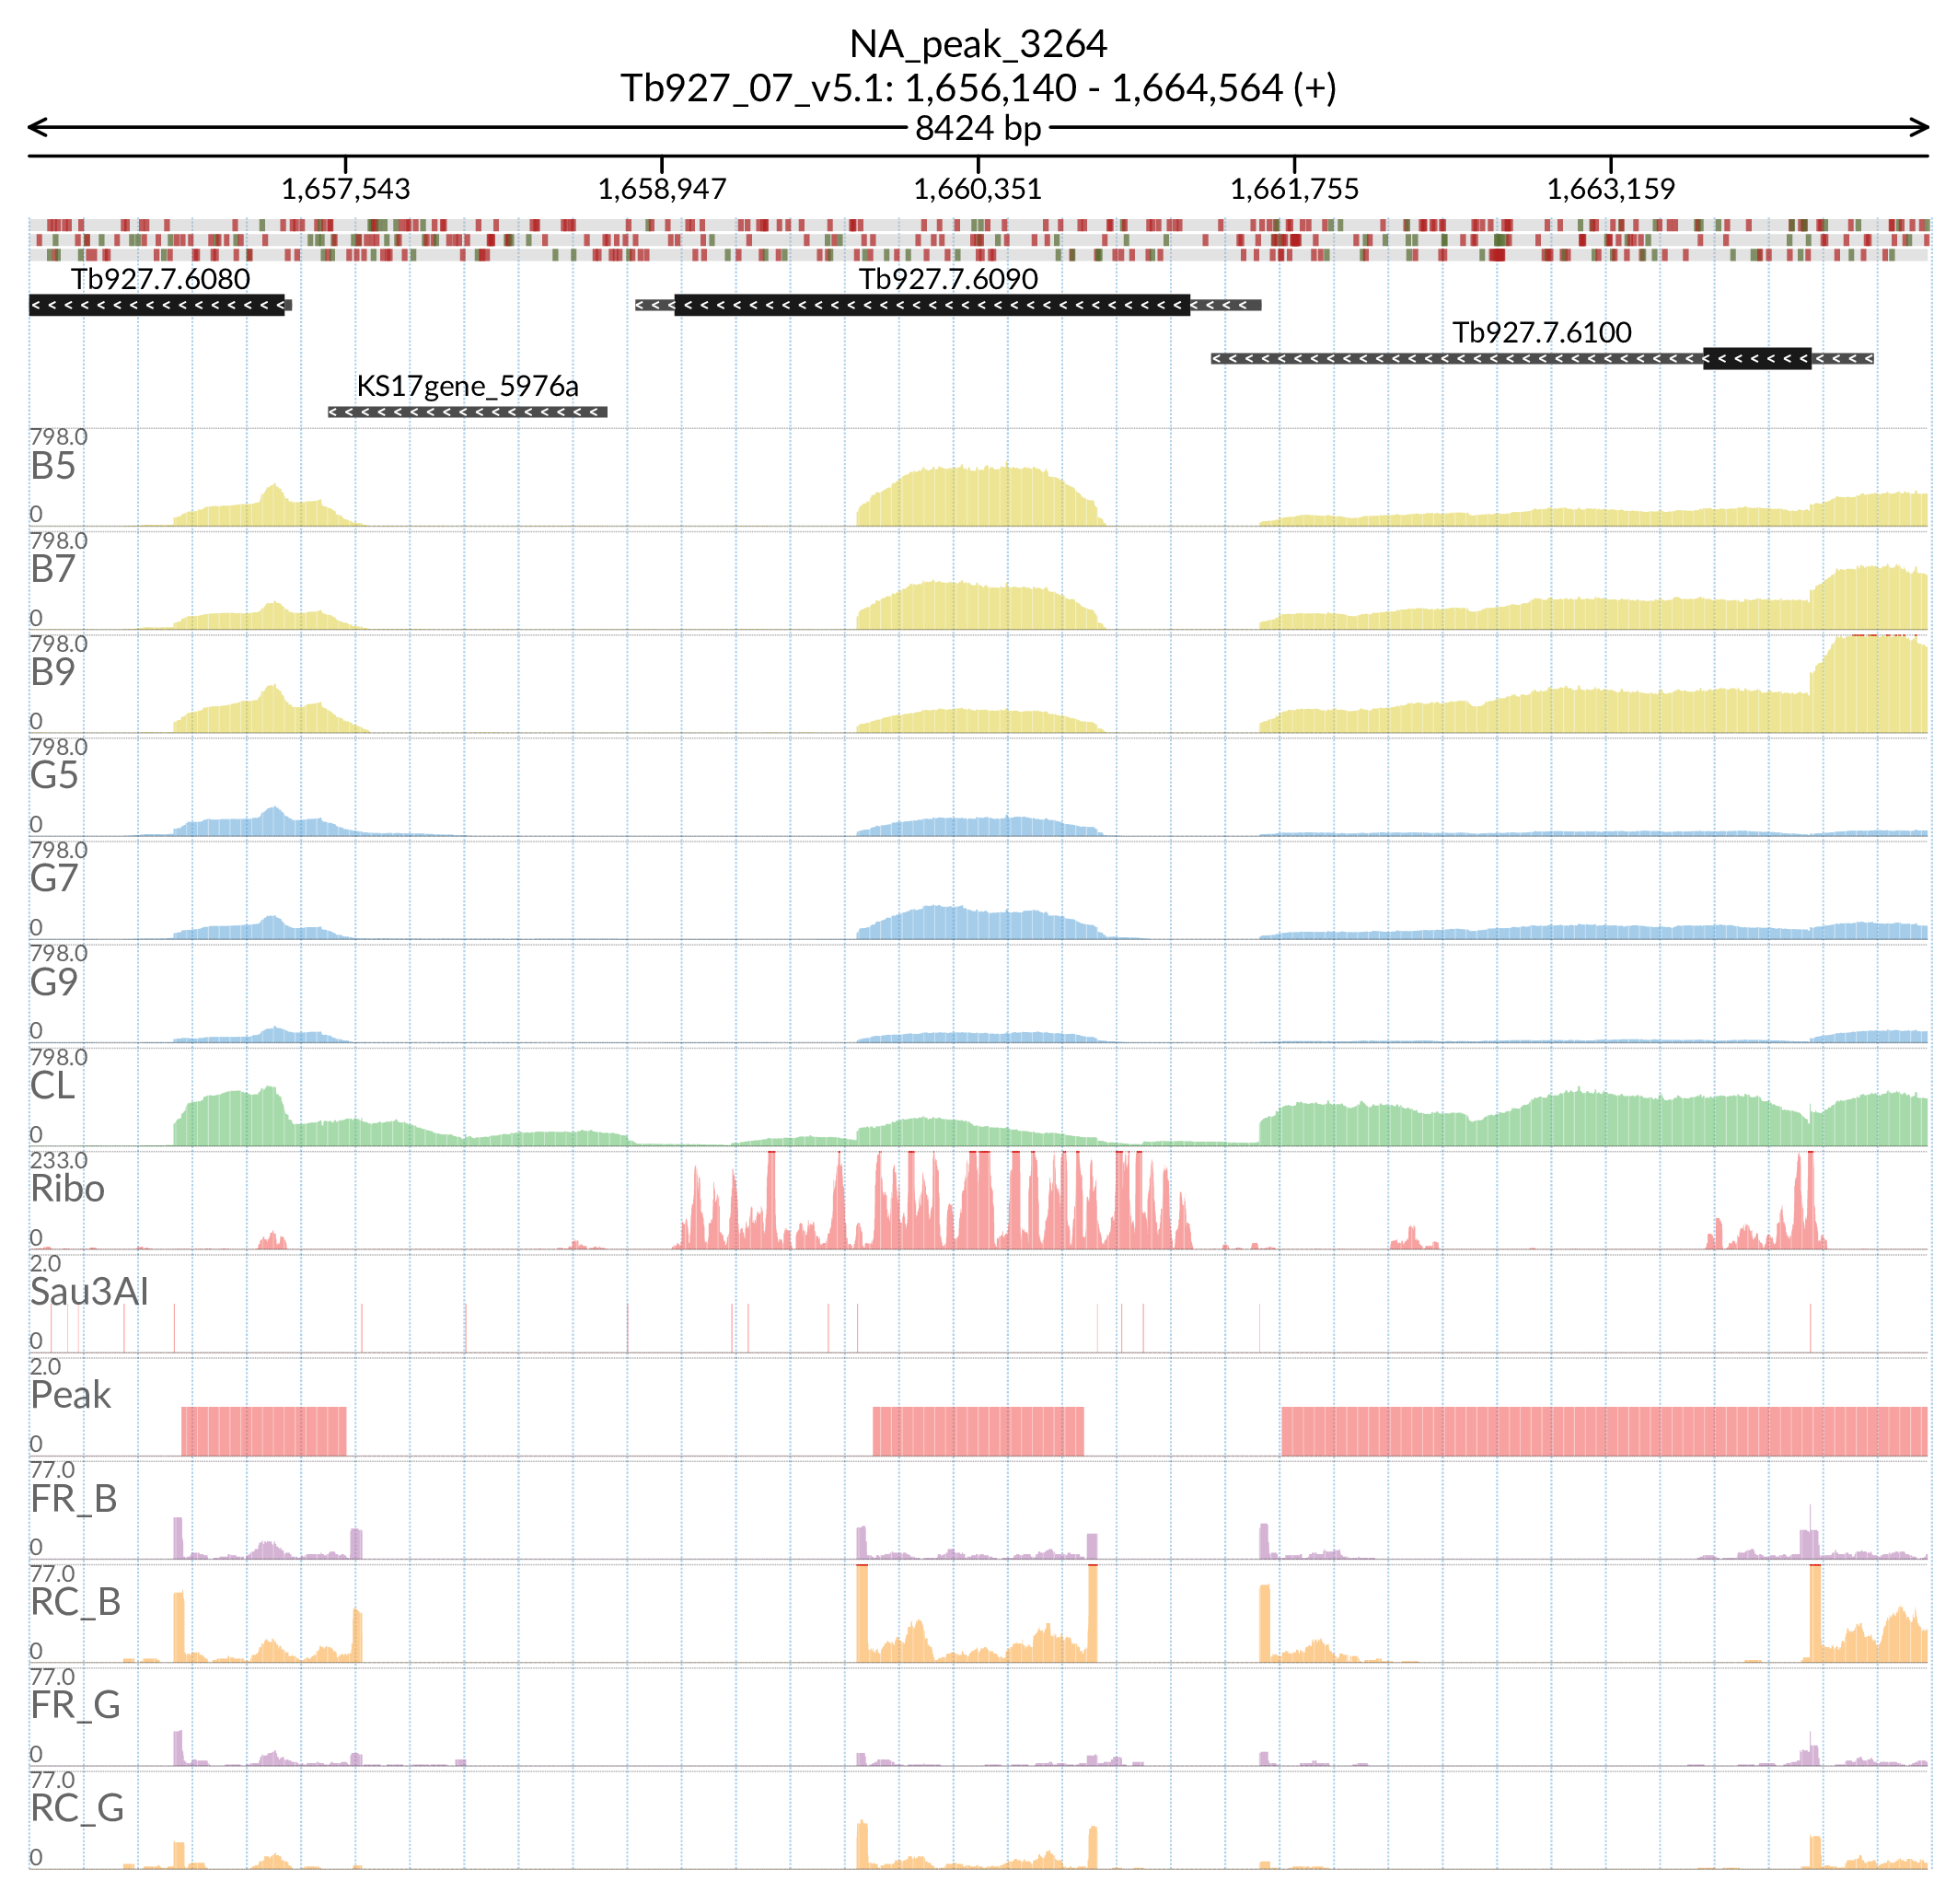 NA_peak_3264
Tb927_07_v5.1: 1,656,140 - 1,664,564 (+)
8424 bp
1,657,543 1,658,947 1,660,351 1,661,755 1,663,159
Tb927.7.6080 Tb927.7.6090
Tb927.7.6100
KS17gene_5976a
798.0
B5
0
798.0
B7
0
798.0
B9
0
798.0
G5
0
798.0
G7
0
798.0
G9
0
798.0
CL
0
233.0
Ribo
0
2.0
Sau3AI
0
2.0
Peak
0
77.0
FR_B
0
77.0
RC_B
0
77.0
FR_G
0
77.0
RC_G
0